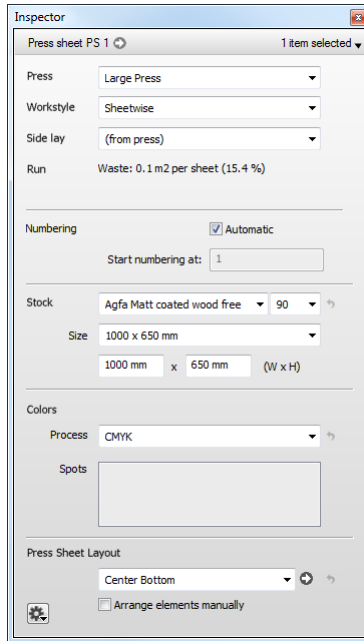 Inspector
Press sheet PS 1 1 item selected
Press Large Press
Workstyle Sheetwise
Side lay (from press)
Run Waste: 0.1 m2 per sheet (15.4 %)
Numbering Automatic
Start numbering at: 1
Stock Agfa Matt coated wood free 90
Size 1000 x 650 mm
1000 mm x 650 mm (W x H)
Colors
Process CMYK
Spots
Press Sheet Layout
Center Bottom
Arrange elements manually